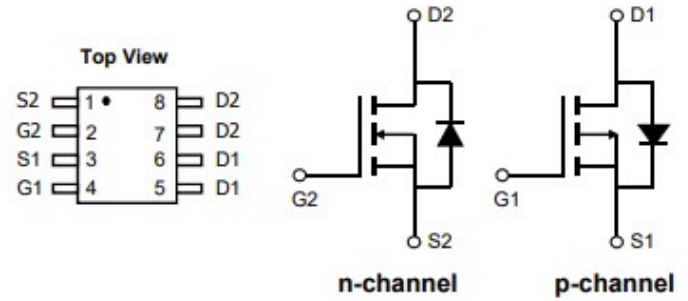 Top View
S2 1 8 D2
G2 2 7 D2
S1 3 6 D1
G1 4 5 D1
D2
G2
S2
n-channel
D1
G1
S1
p-channel